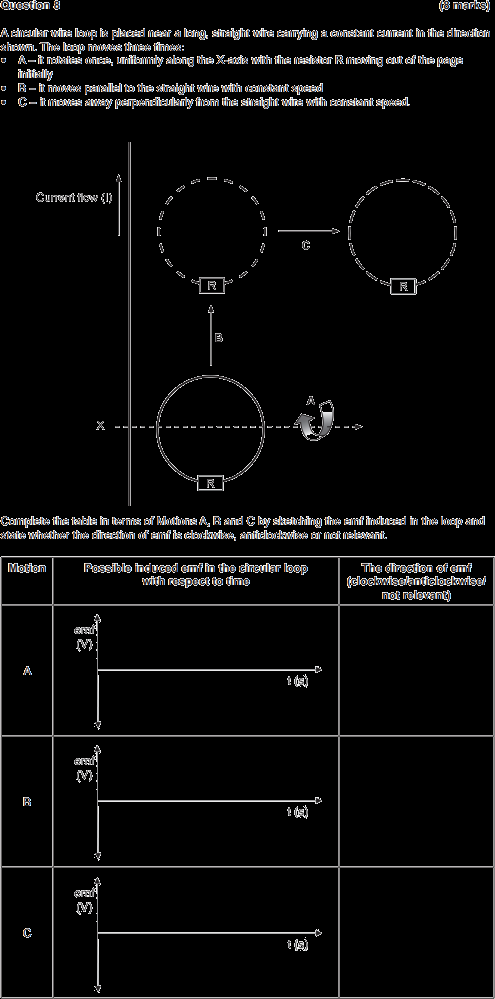 Question 8 (6 marks)
A circular wire loop is placed near a long, straight wire carrying a constant current in the direction
shown. The loop moves three times:
• A – it rotates once, uniformly along the X-axis with the resistor R moving out of the page
initially
• B – it moves parallel to the straight wire with constant speed
• C – it moves away perpendicularly from the straight wire with constant speed.
Current flow (I)
C
R
R
B
A
X
R
Complete the table in terms of Motions A, B and C by sketching the emf induced in the loop and
state whether the direction of emf is clockwise, anticlockwise or not relevant.
Motion
Possible induced emf in the circular loop
with respect to time
The direction of emf
(clockwise/anticlockwise/
not relevant)
emf
(V)
A
t (s)
emf
(V)
B
t (s)
emf
(V)
C
t (s)